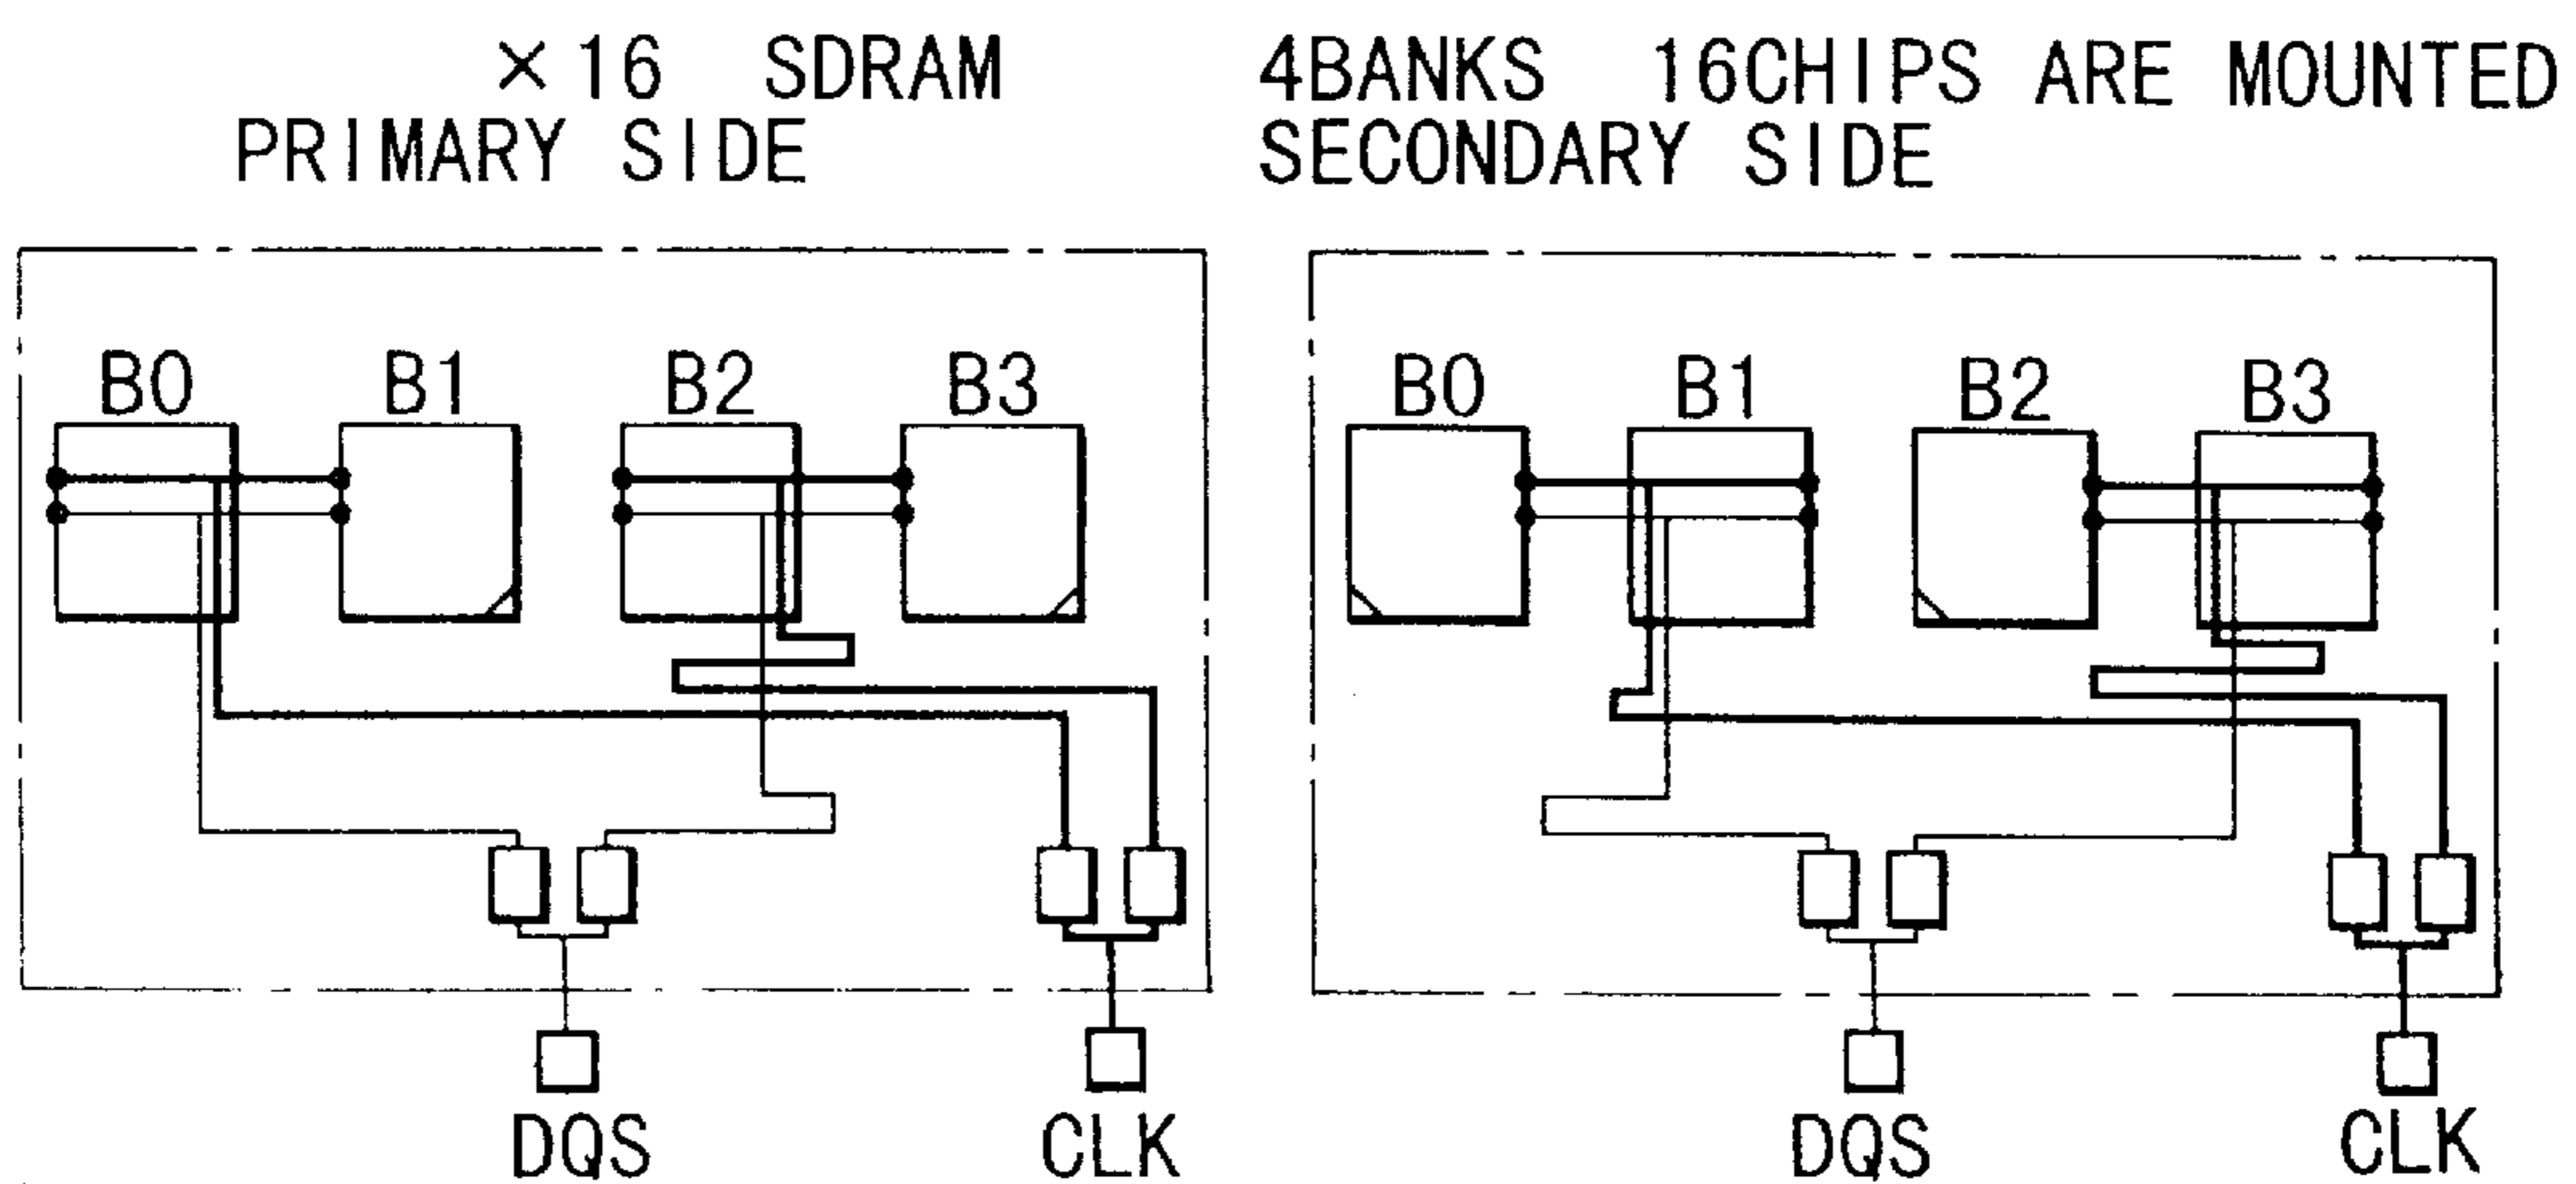 ×16 SDRAM 4BANKS 16CHIPS ARE MOUNTED
PRIMARY SIDE SECONDARY SIDE
B0 B1 B2 B3 B0 B1 B2 B3
DQS CLK DQS CLK